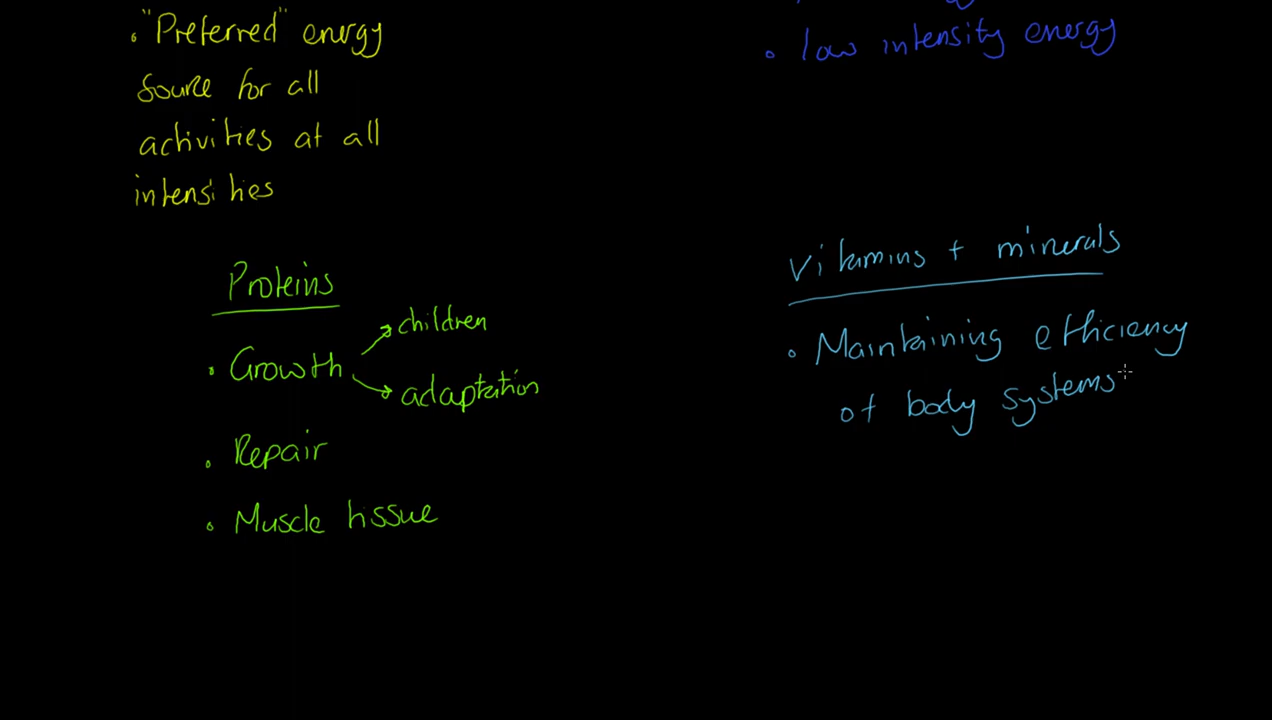 • "Preferred" energy
source for all
activities at all
intensities
• low intensity energy
Proteins
• Growth
children
adaptation
• Repair
• Muscle tissue
Vitamins + minerals
• Maintaining efficiency
of body systems